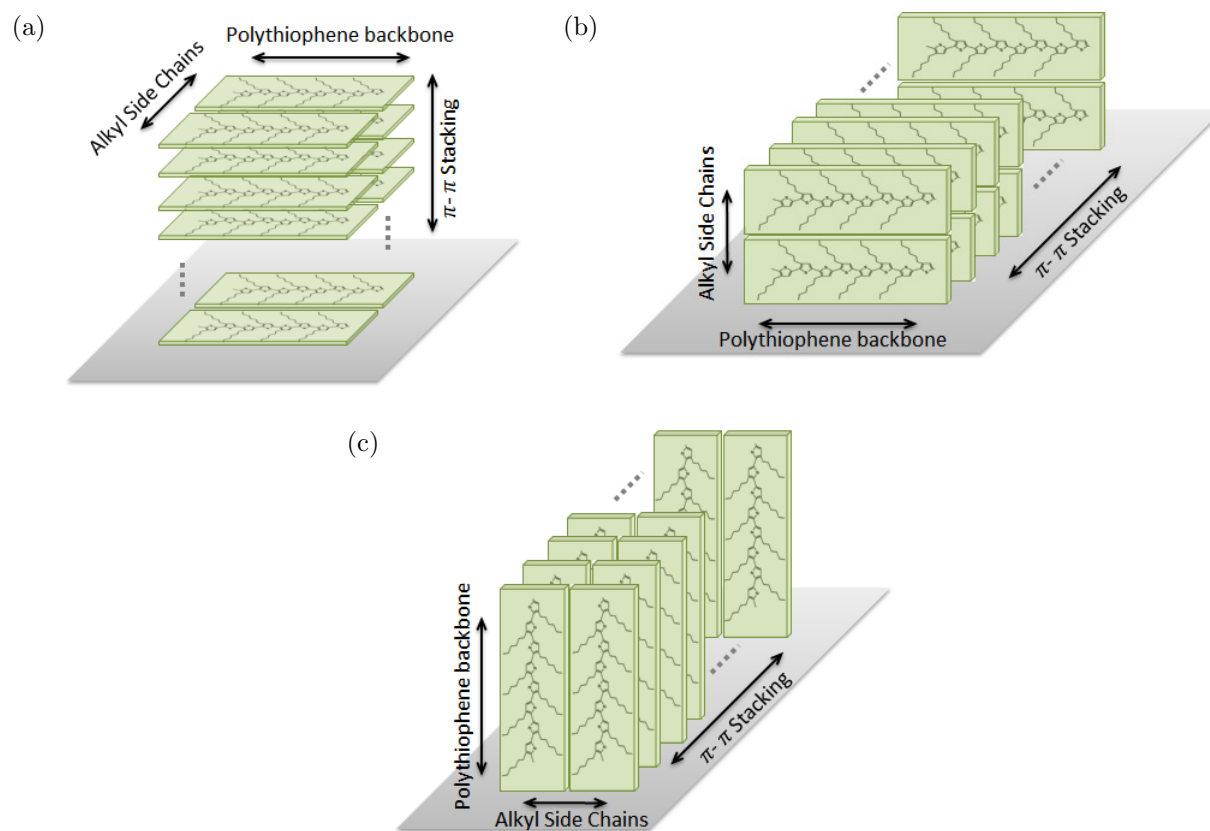 (a)
Polythiophene backbone
Alkyl Side Chains
π- π Stacking
(b)
Alkyl Side Chains
π- π Stacking
Polythiophene backbone
(c)
Polythiophene backbone
π- π Stacking
Alkyl Side Chains